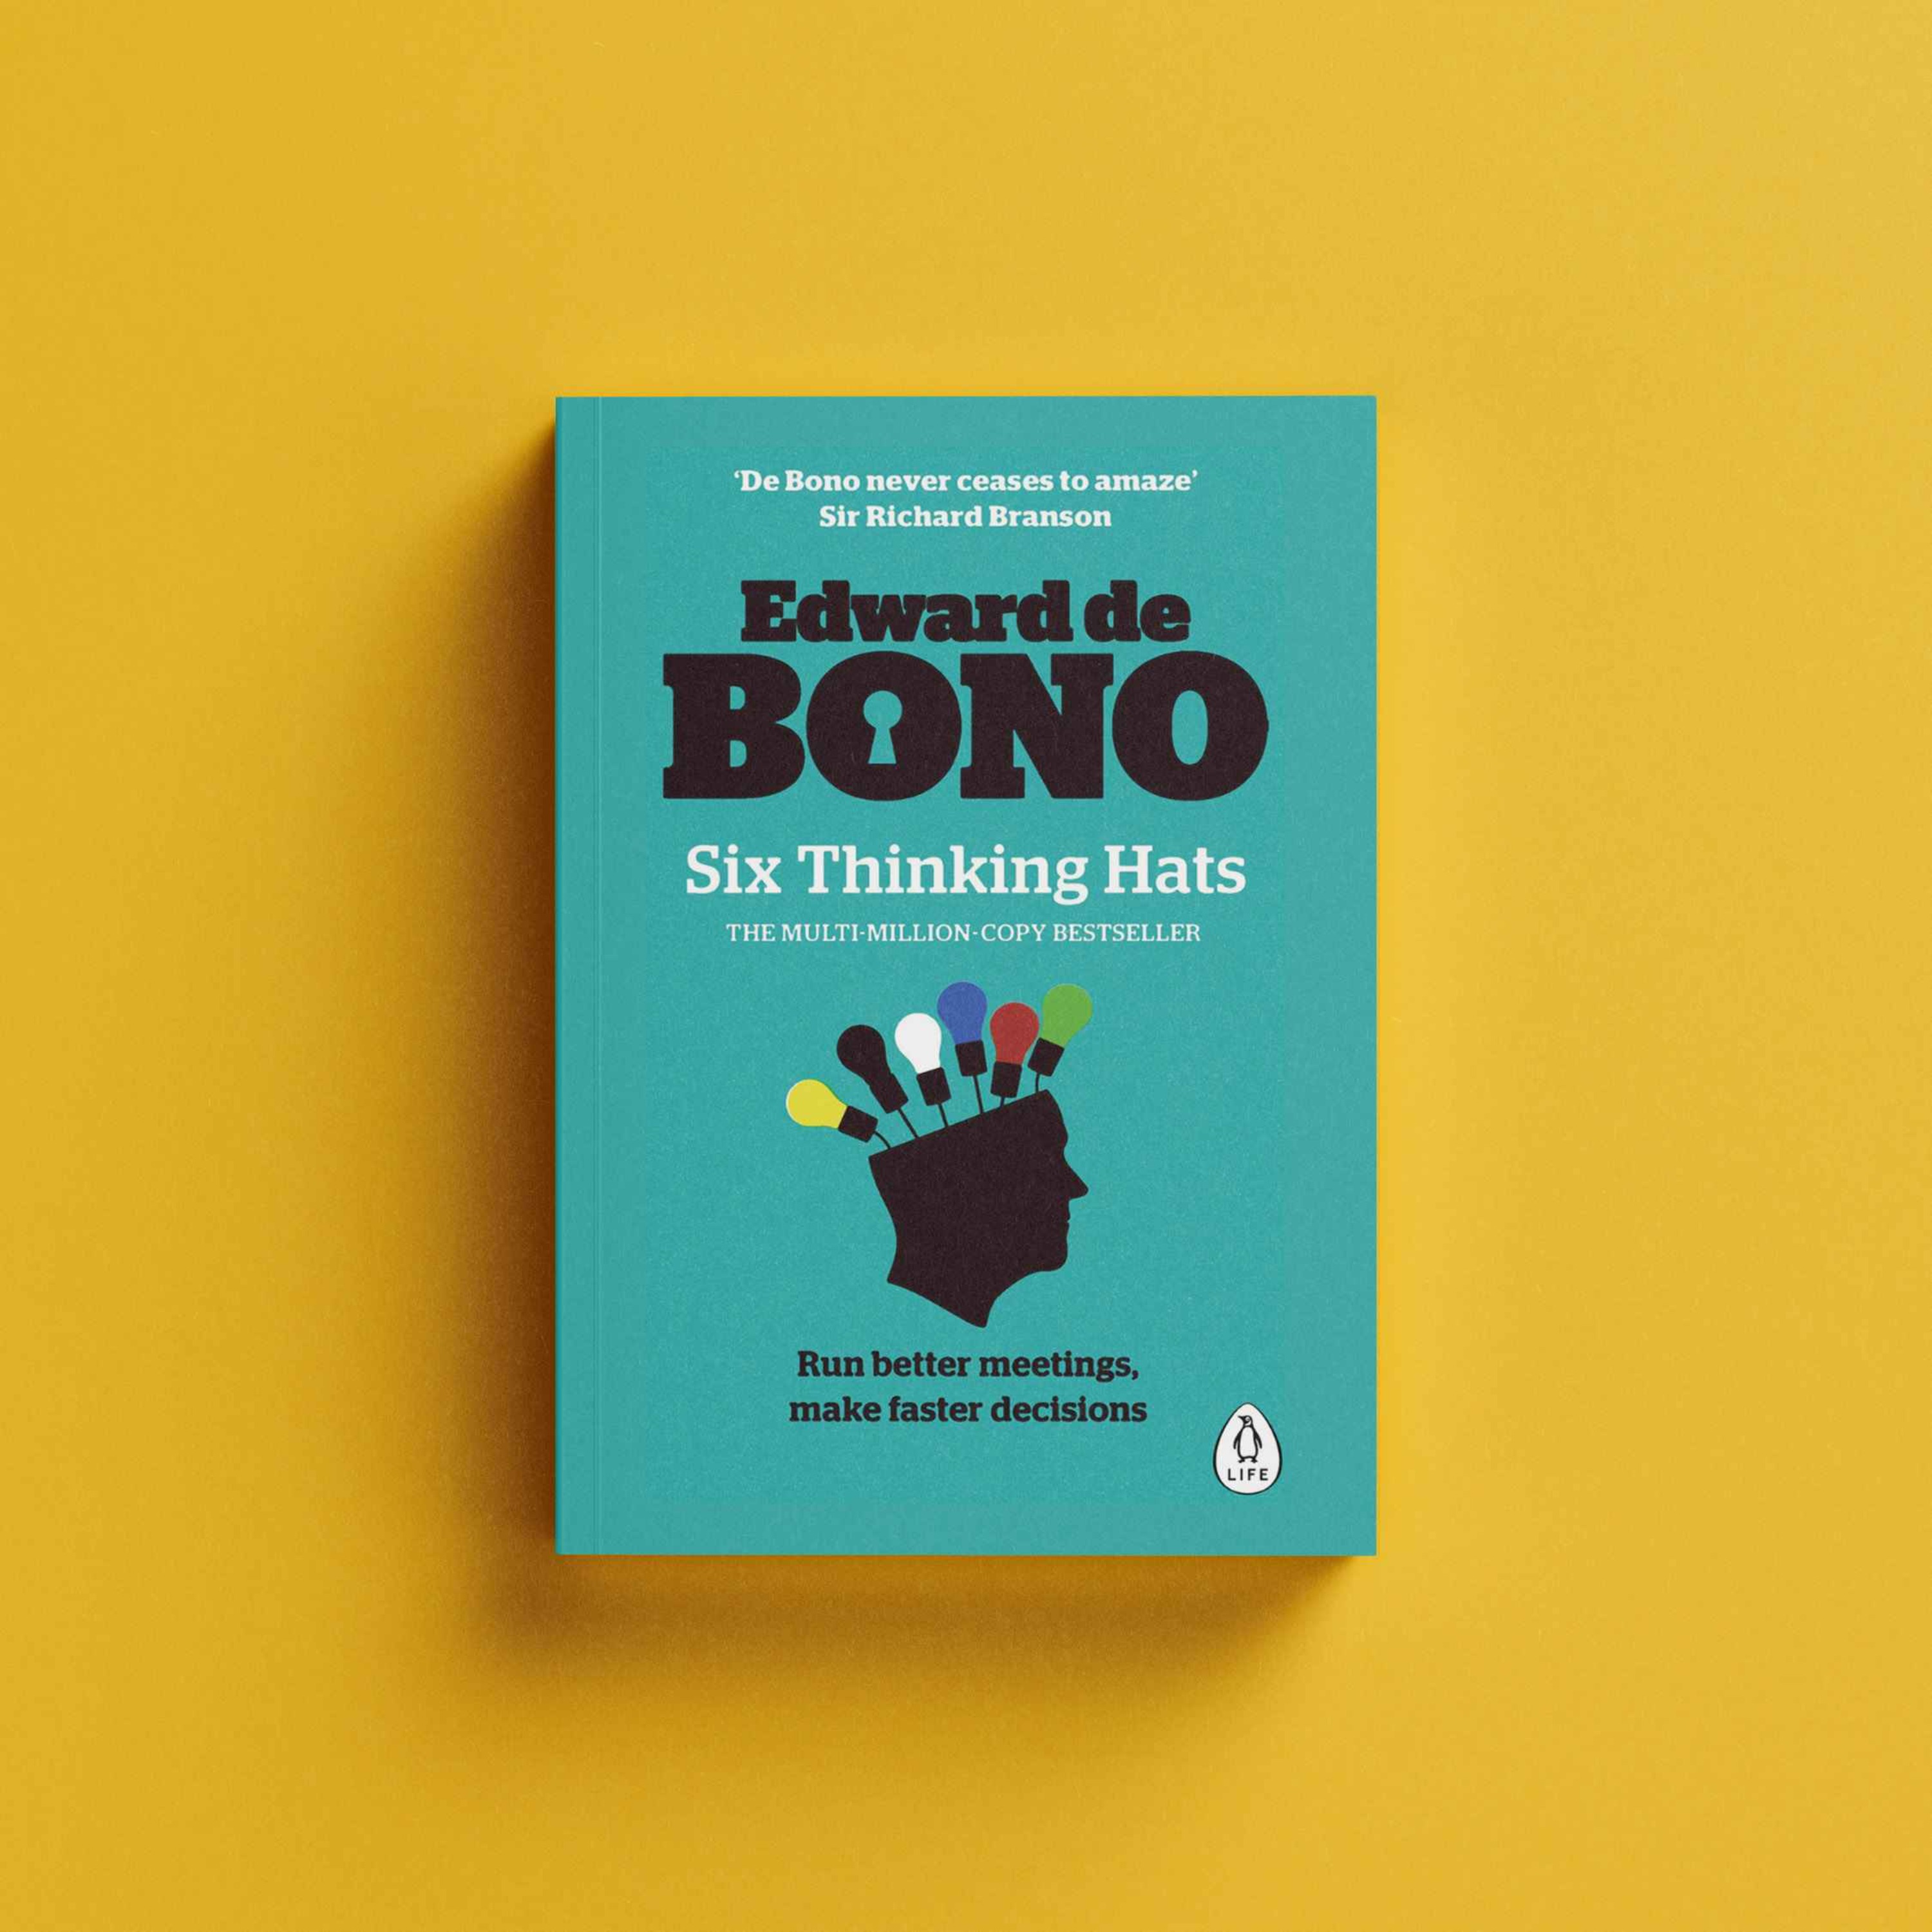 ‘De Bono never ceases to amaze’
Sir Richard Branson
Edward de
BONO
Six Thinking Hats
THE MULTI-MILLION-COPY BESTSELLER
Run better meetings,
make faster decisions
LIFE